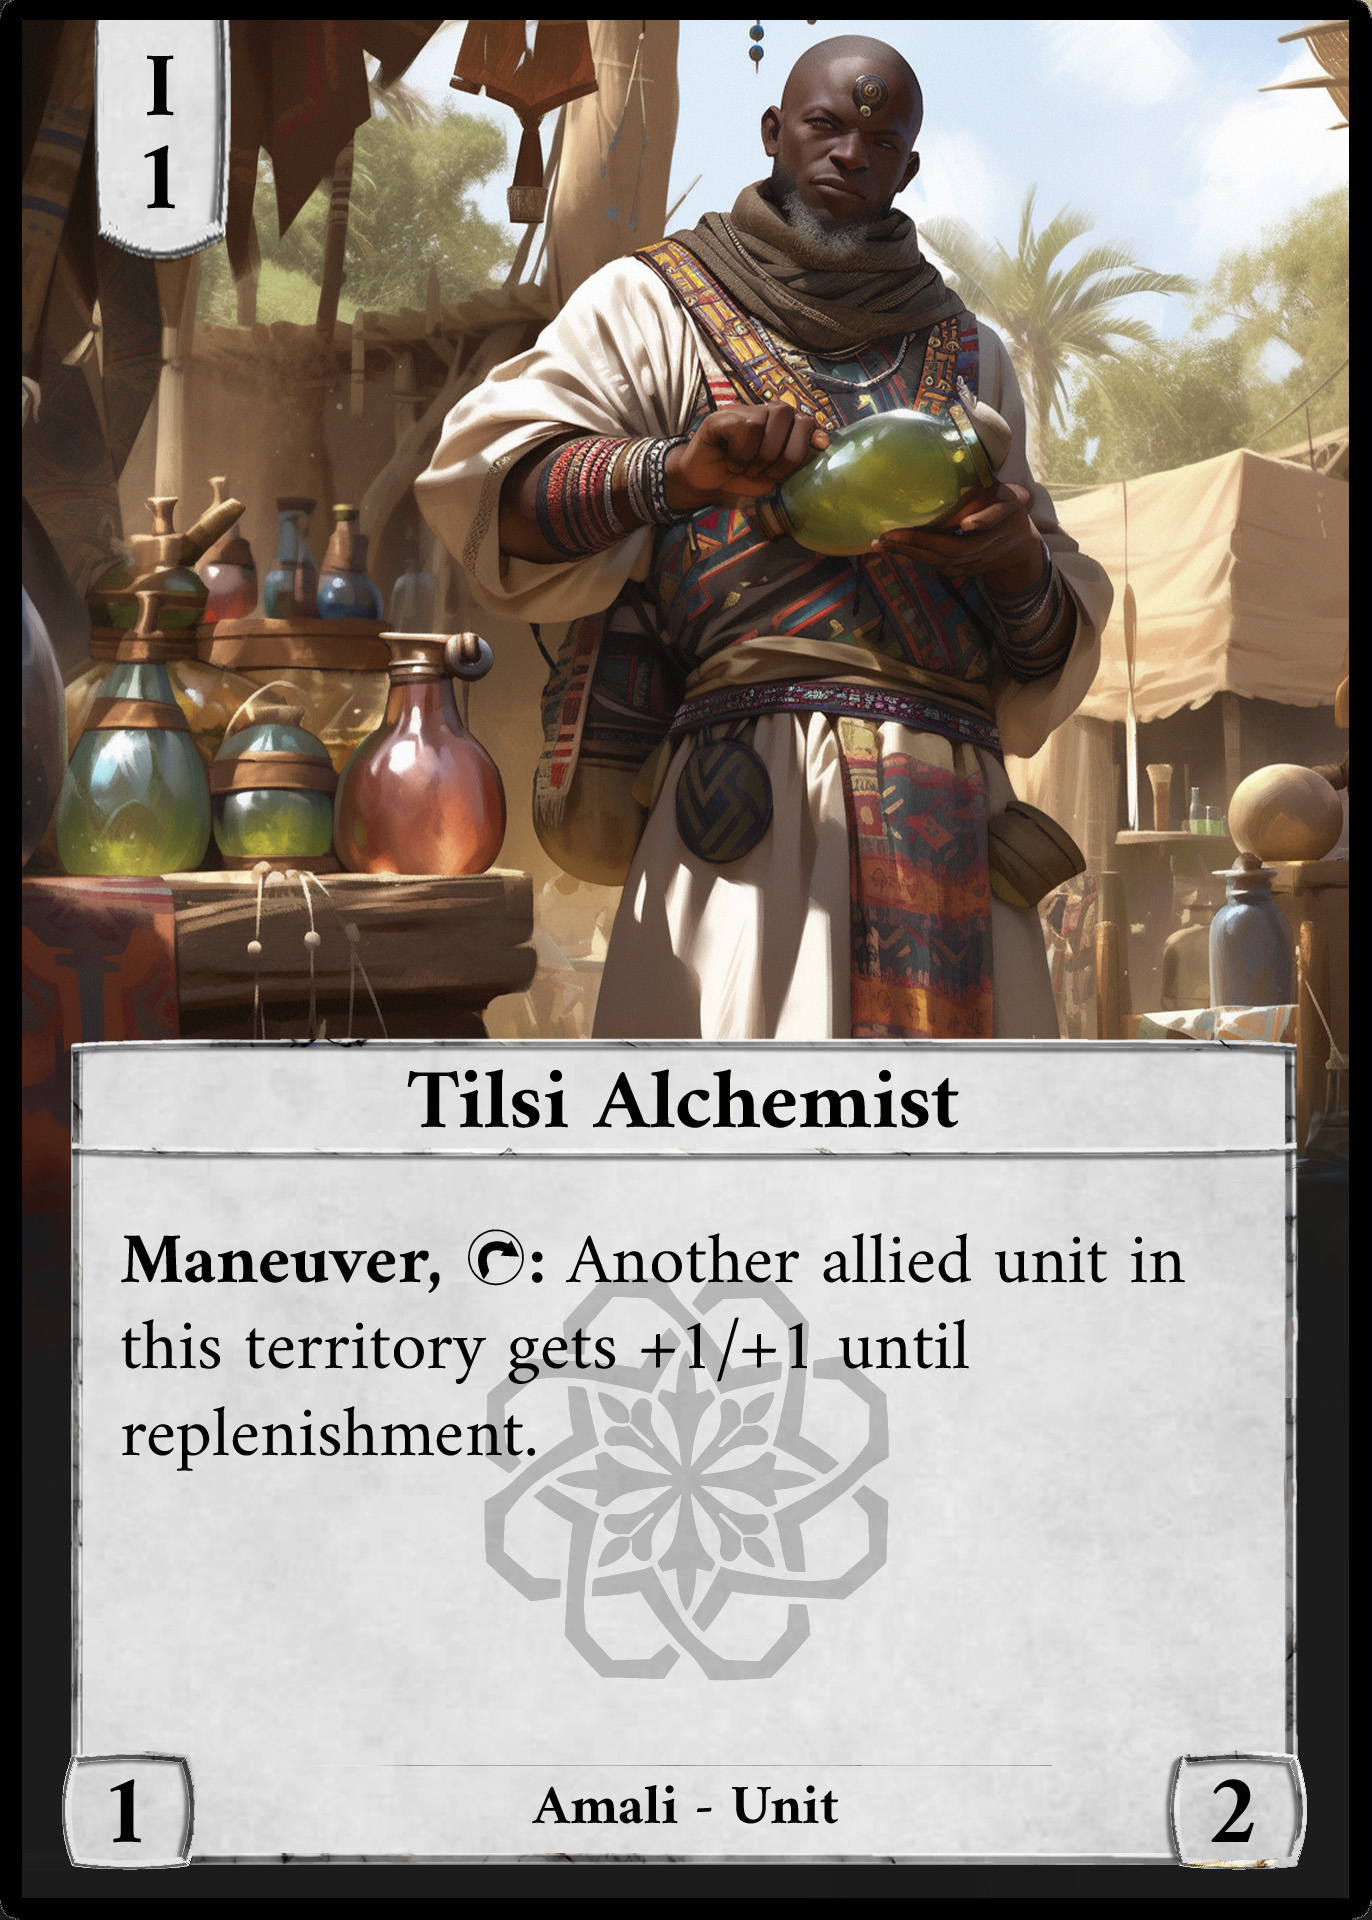 I
1
Tilsi Alchemist
Maneuver, : Another allied unit in
this territory gets +1/+1 until
replenishment.
1
Amali - Unit
2